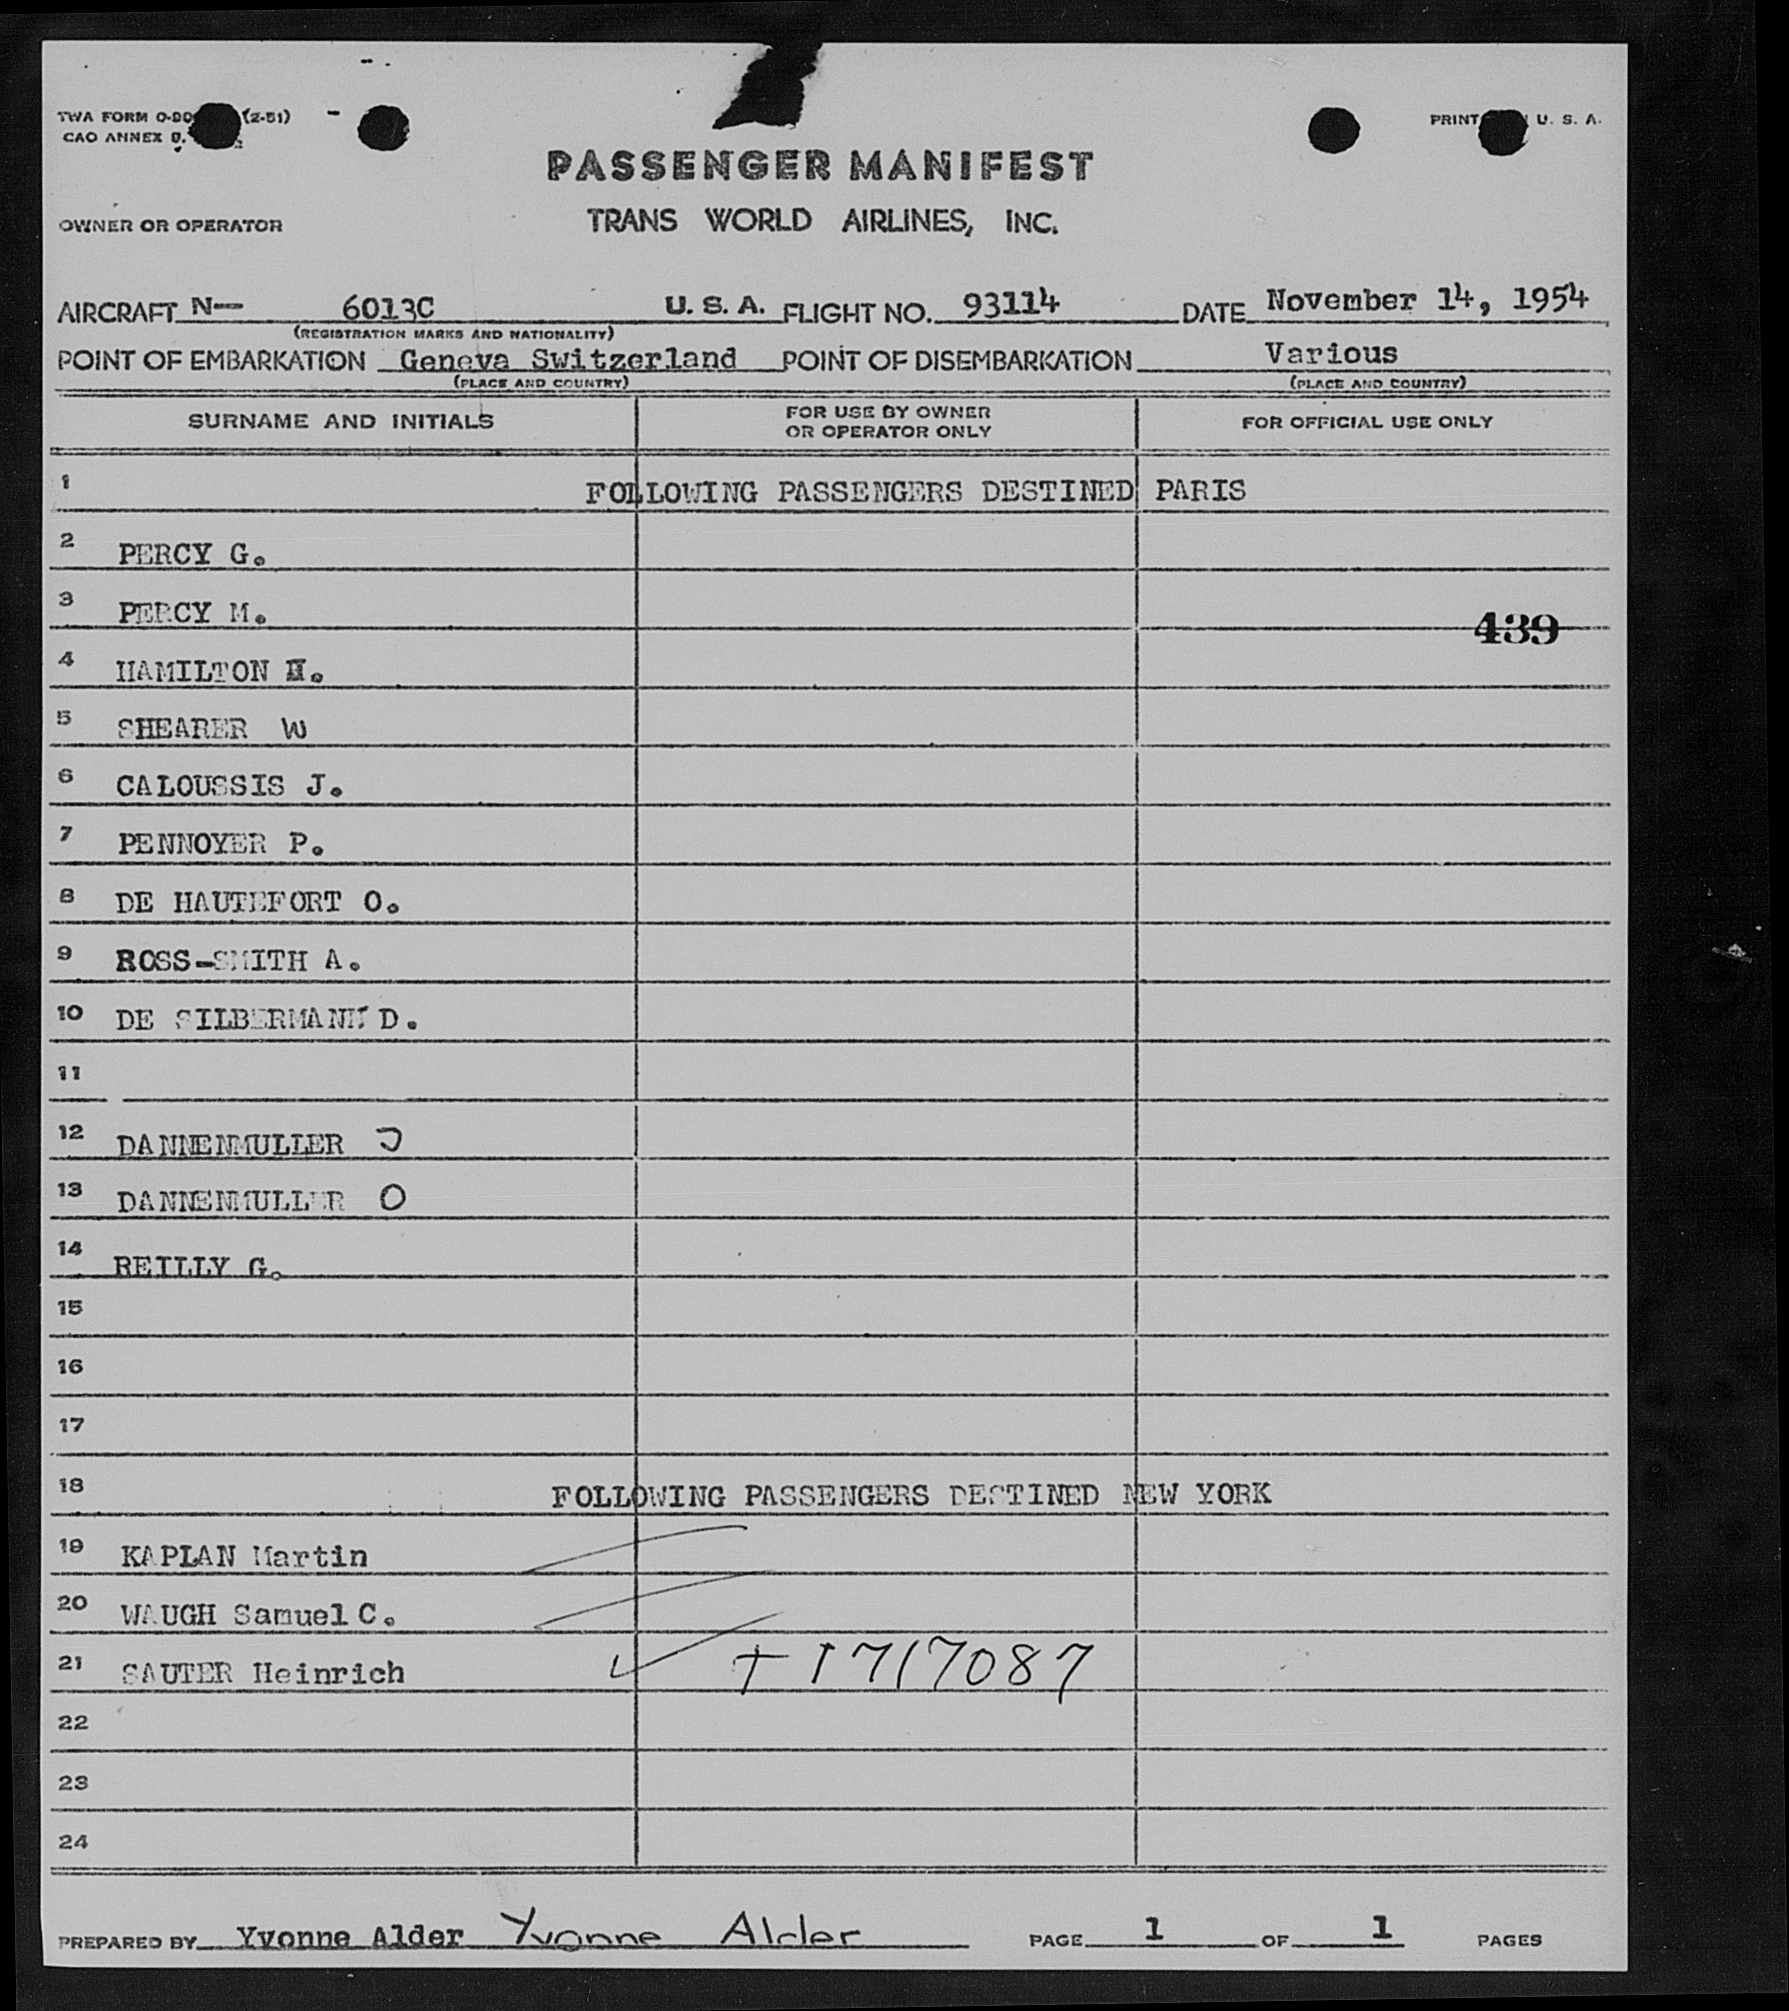 TWA FORM O- (2-51)
CAO ANNEX 9,
PRINT U. S. A.
PASSENGER MANIFEST
OWNER OR OPERATOR TRANS WORLD AIRLINES, INC.
AIRCRAFT N— 6013C U. S. A. FLIGHT NO. 93114 DATE November 14, 1954
(REGISTRATION MARKS AND NATIONALITY)
POINT OF EMBARKATION Geneva Switzerland POINT OF DISEMBARKATION Various
(PLACE AND COUNTRY) (PLACE AND COUNTRY)
SURNAME AND INITIALS FOR USE BY OWNER OR OPERATOR ONLY FOR OFFICIAL USE ONLY
1 FOLLOWING PASSENGERS DESTINED PARIS
2 PERCY G.
3 PERCY M.
439
4 HAMILTON H.
5 SHEARER W
6 CALOUSSIS J.
7 PENNOYER P.
8 DE HAUTEFORT O.
9 ROSS-SMITH A.
10 DE SILBERMANN D.
11
12 DANNENMULLER J
13 DANNENMULLER O
14 REILLY G.
15
16
17
18 FOLLOWING PASSENGERS DESTINED NEW YORK
19 KAPLAN Martin
20 WAUGH Samuel C.
21 SAUTER Heinrich ✓ + 1717087
22
23
24
PREPARED BY Yvonne Alder Yvonne Alder PAGE 1 OF 1 PAGES